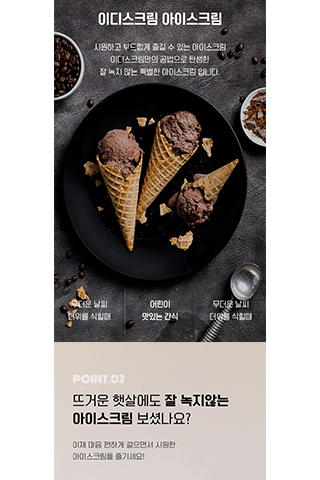 이디스크림 아이스크림
시원하고 부드럽게 즐길 수 있는 아이스크림
이디스크림만의 공법으로 탄생한
잘 녹지 않는 특별한 아이스크림 입니다.
무더운 날씨
더위를 식힐때
어린이
맛있는 간식
무더운 날씨
더위를 식힐때
POINT.02
뜨거운 햇살에도 잘 녹지않는
아이스크림 보셨나요?
이제 마음 편하게 걸으면서 시원한
아이스크림을 즐기세요!